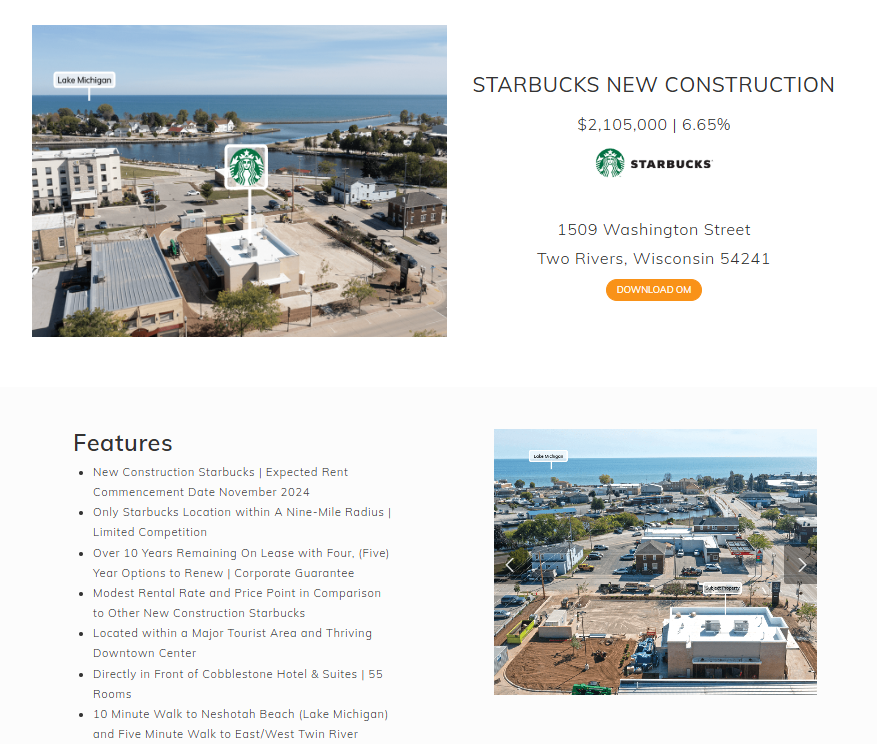 Lake Michigan
STARBUCKS NEW CONSTRUCTION
$2,105,000 | 6.65%
STARBUCKS
1509 Washington Street
Two Rivers, Wisconsin 54241
DOWNLOAD OM
Features
New Construction Starbucks | Expected Rent
Commencement Date November 2024
Only Starbucks Location within A Nine-Mile Radius |
Limited Competition
Over 10 Years Remaining On Lease with Four, (Five)
Year Options to Renew | Corporate Guarantee
Modest Rental Rate and Price Point in Comparison
to Other New Construction Starbucks
Located within a Major Tourist Area and Thriving
Downtown Center
Directly in Front of Cobblestone Hotel & Suites | 55
Rooms
10 Minute Walk to Neshotah Beach (Lake Michigan)
and Five Minute Walk to East/West Twin River
Lake Michigan
Subject Property